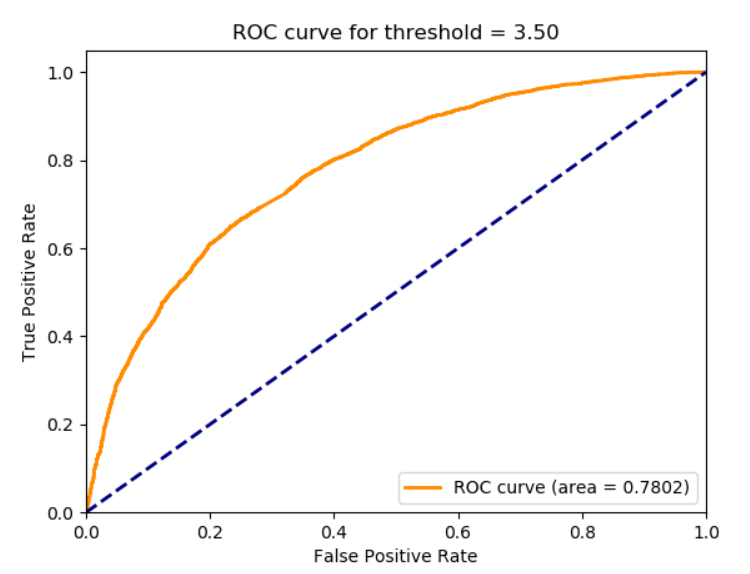 ROC curve for threshold = 3.50
True Positive Rate
1.0
0.8
0.6
0.4
0.2
0.0
ROC curve (area = 0.7802)
0.0 0.2 0.4 0.6 0.8 1.0
False Positive Rate